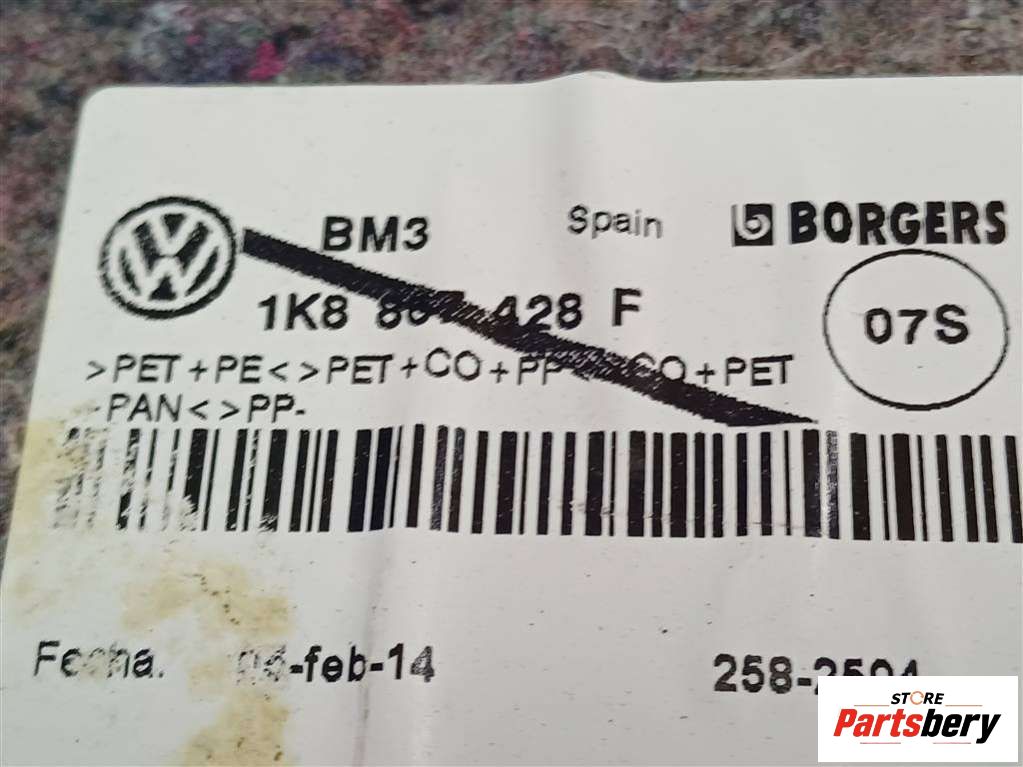 BM3 Spain BORGERS
1K8 428 F
07S
>PET+PE<>PET+CO+PP CO+PET
-PAN<>PP-
Fecha. -feb-14 258-2504
STORE
Partsbery